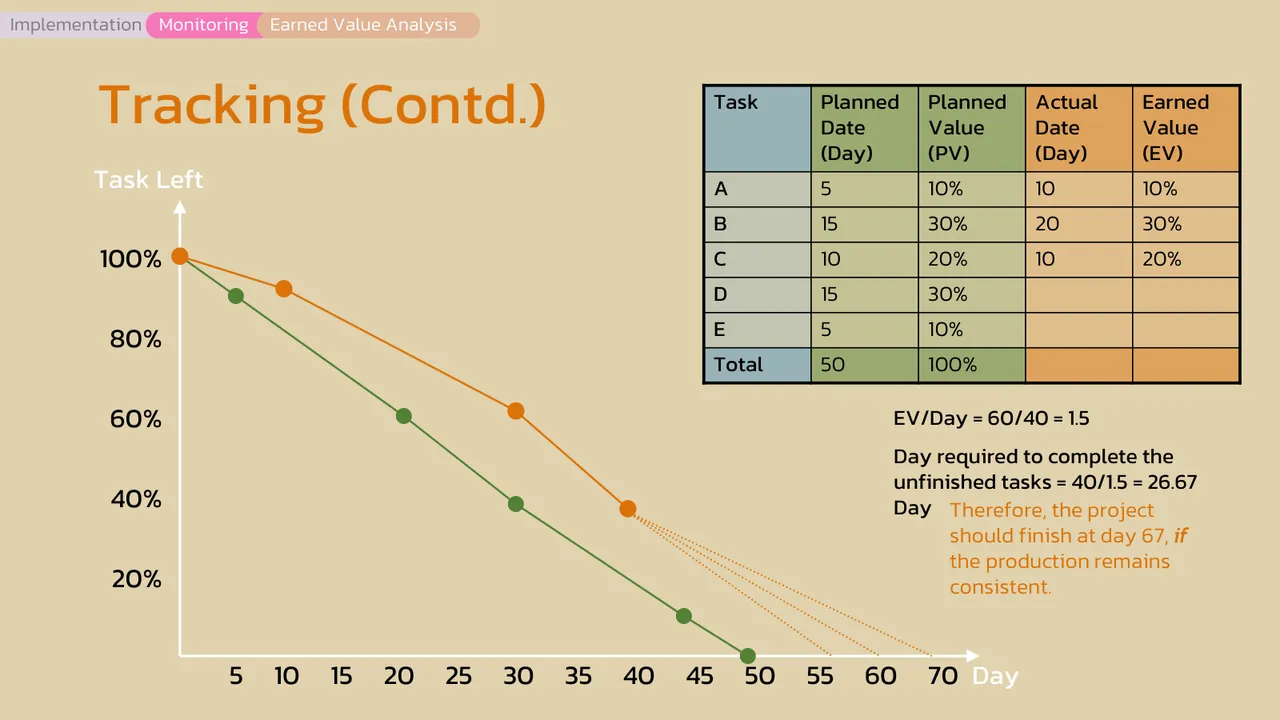 Implementation Monitoring Earned Value Analysis
Tracking (Contd.)
Task Left
100%
80%
60%
40%
20%
5 10 15 20 25 30 35 40 45 50 55 60 70 Day
Task Planned Date (Day) Planned Value (PV) Actual Date (Day) Earned Value (EV)
A 5 10% 10 10%
B 15 30% 20 30%
C 10 20% 10 20%
D 15 30%
E 5 10%
Total 50 100%
EV/Day = 60/40 = 1.5
Day required to complete the
unfinished tasks = 40/1.5 = 26.67
Day
Therefore, the project
should finish at day 67, if
the production remains
consistent.